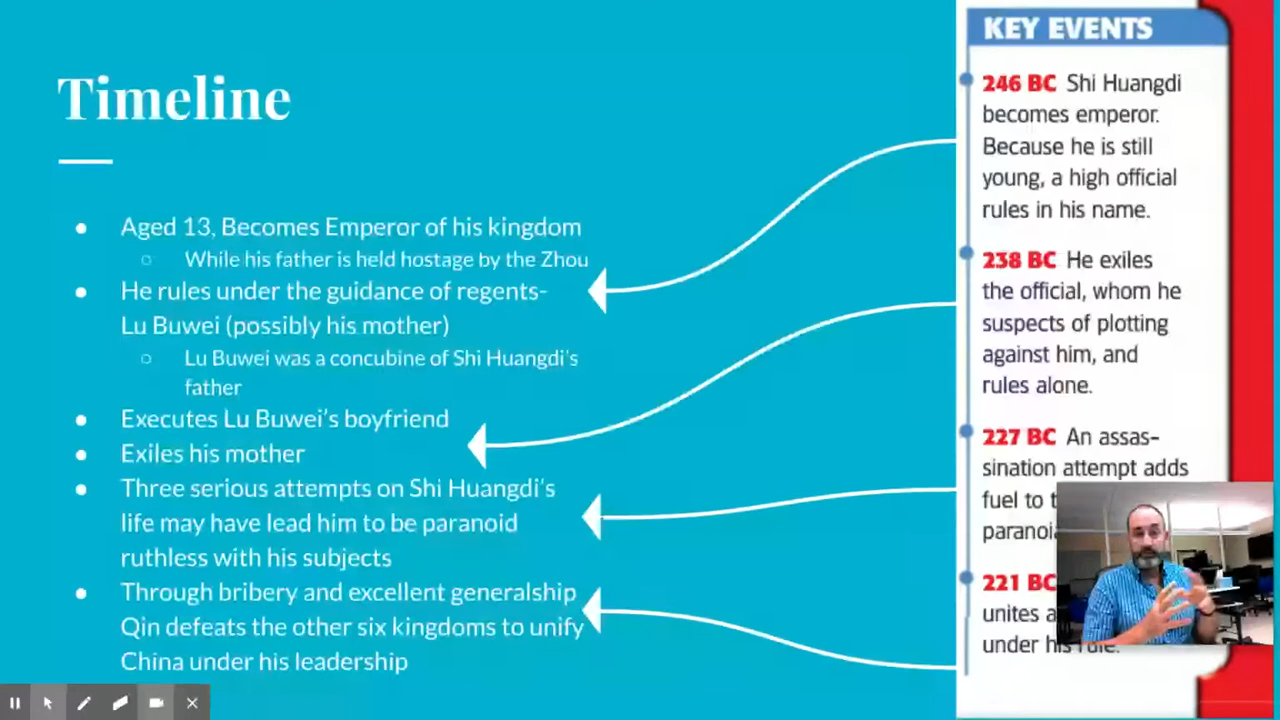 Timeline
● Aged 13, Becomes Emperor of his kingdom
○ While his father is held hostage by the Zhou
● He rules under the guidance of regents-
Lu Buwei (possibly his mother)
○ Lu Buwei was a concubine of Shi Huangdi's
father
● Executes Lu Buwei's boyfriend
● Exiles his mother
● Three serious attempts on Shi Huangdi's
life may have lead him to be paranoid
ruthless with his subjects
● Through bribery and excellent generalship
Qin defeats the other six kingdoms to unify
China under his leadership
KEY EVENTS
246 BC Shi Huangdi
becomes emperor.
Because he is still
young, a high official
rules in his name.
238 BC He exiles
the official, whom he
suspects of plotting
against him, and
rules alone.
227 BC An assas-
sination attempt adds
fuel to
221 BC
unites
under his rule.